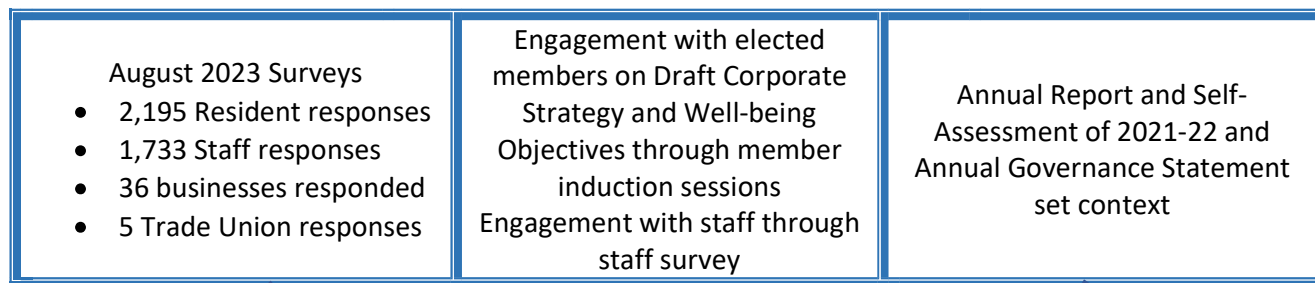 August 2023 Surveys
• 2,195 Resident responses
• 1,733 Staff responses
• 36 businesses responded
• 5 Trade Union responses
Engagement with elected
members on Draft Corporate
Strategy and Well-being
Objectives through member
induction sessions
Engagement with staff through
staff survey
Annual Report and Self-
Assessment of 2021-22 and
Annual Governance Statement
set context